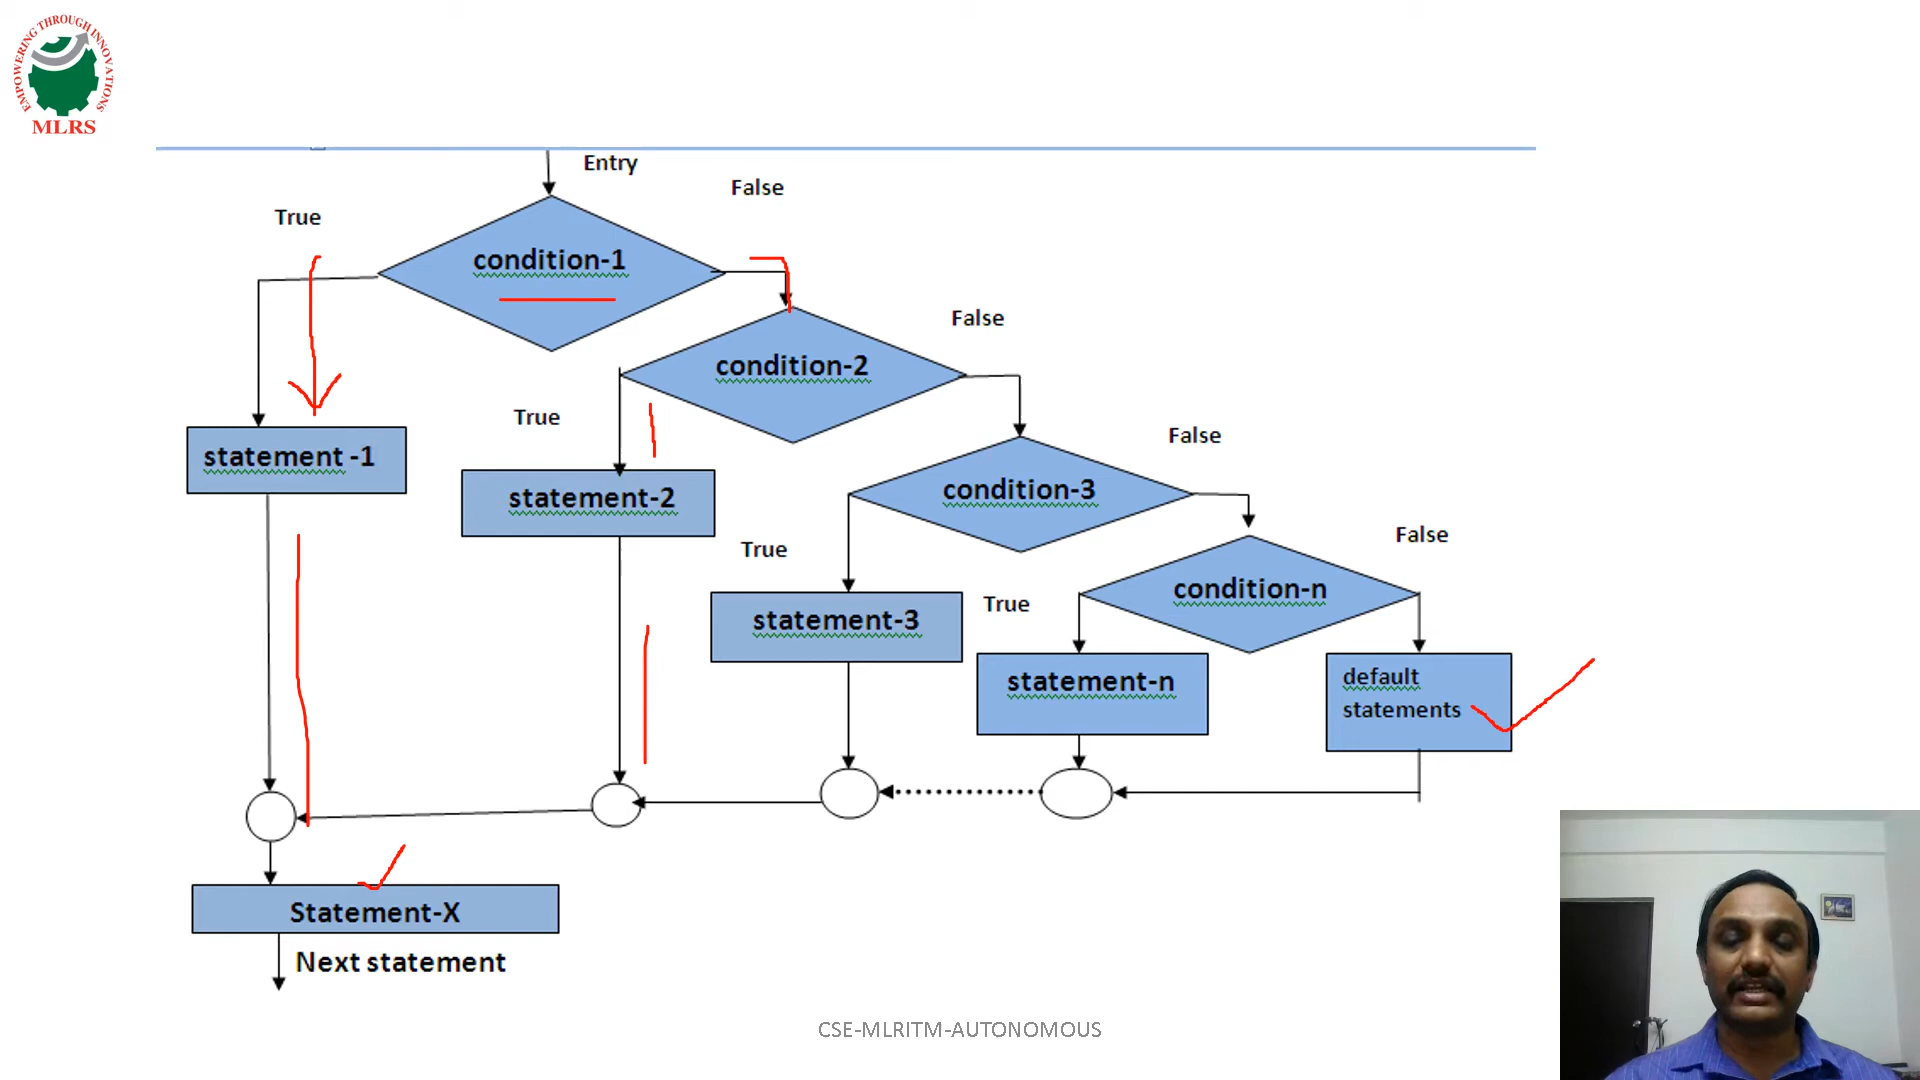 EMPOWERING THROUGH INNOVATIONS
MLRS
Entry
False
True
condition-1
False
condition-2
True
False
statement -1
condition-3
statement-2
False
True
condition-n
True
statement-3
default
statements
statement-n
Statement-X
Next statement
CSE-MLRITM-AUTONOMOUS